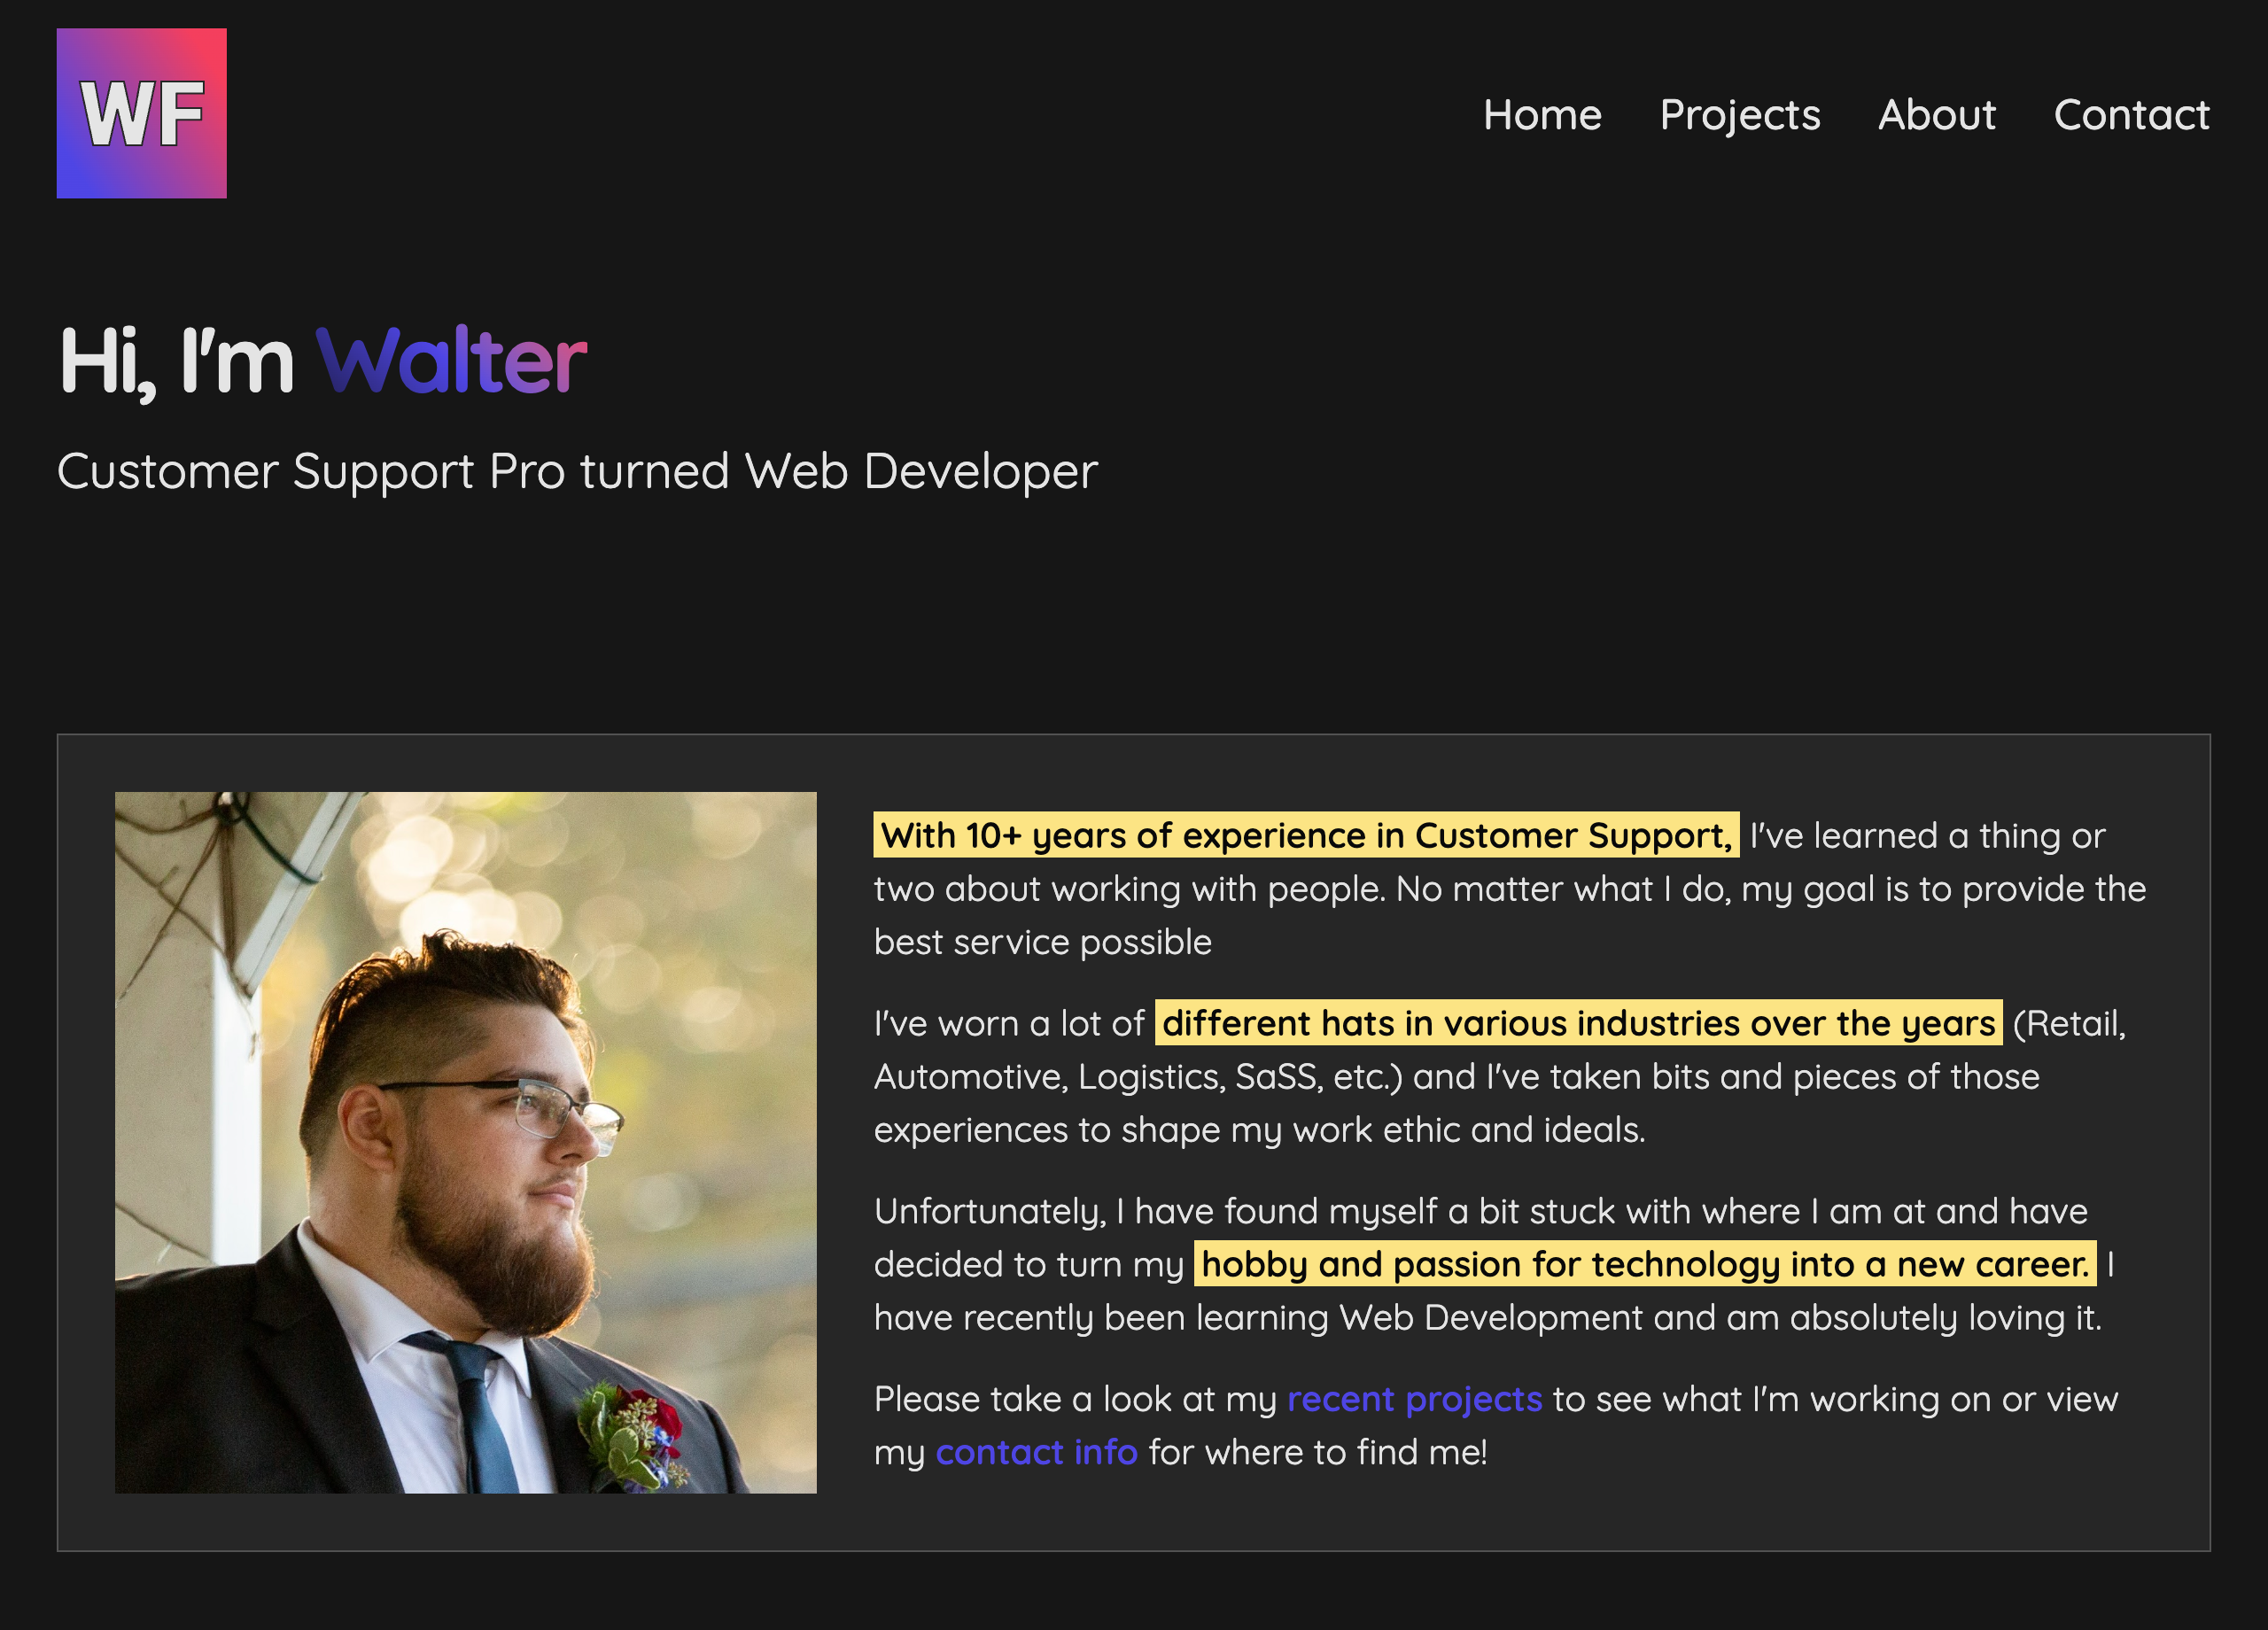 WF
Home Projects About Contact
Hi, I'm Walter
Customer Support Pro turned Web Developer
With 10+ years of experience in Customer Support, I've learned a thing or
two about working with people. No matter what I do, my goal is to provide the
best service possible
I've worn a lot of different hats in various industries over the years (Retail,
Automotive, Logistics, SaSS, etc.) and I've taken bits and pieces of those
experiences to shape my work ethic and ideals.
Unfortunately, I have found myself a bit stuck with where I am at and have
decided to turn my hobby and passion for technology into a new career. I
have recently been learning Web Development and am absolutely loving it.
Please take a look at my recent projects to see what I'm working on or view
my contact info for where to find me!